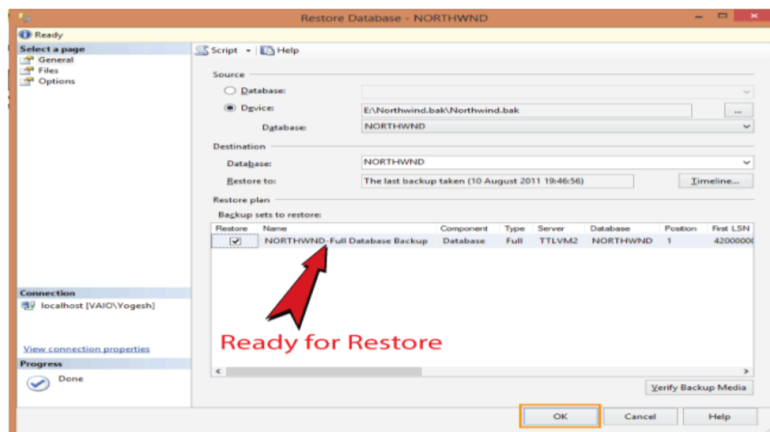 Restore Database - NORTHWND
Ready
Select a page
General
Files
Options
Script
Help
Source
Database:
Device:
E:\Northwind.bak\Northwind.bak
...
Database:
NORTHWND
Destination
Database:
NORTHWND
Restore to:
The last backup taken (10 August 2011 19:46:56)
Timeline...
Restore plan
Backup sets to restore:
Restore Name Component Type Server Database Position First LSN
NORTHWND-Full Database Backup Database Full TTLVM2 NORTHWND 1 42000000
Connection
localhost [VAIO\Yogesh]
View connection properties
Ready for Restore
Progress
Done
Verify Backup Media
OK Cancel Help